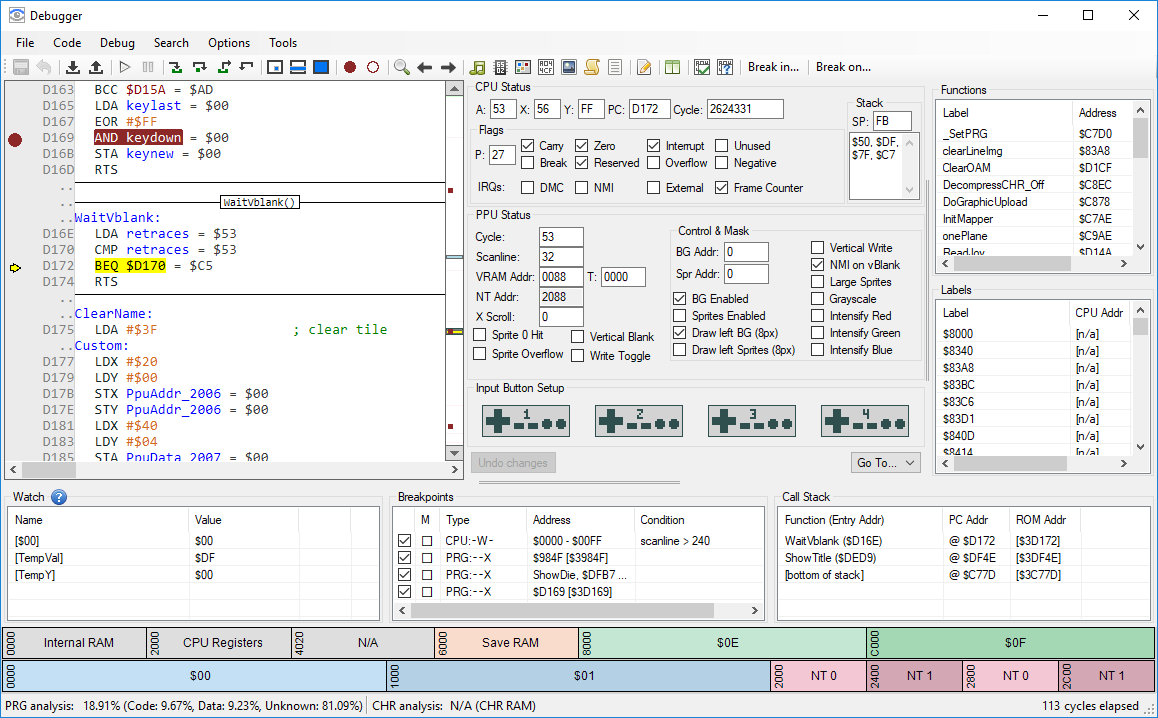 Debugger
File Code Debug Search Options Tools
Break in... Break on...
D163 BCC $D15A = $AD
D165 LDA keylast = $00
D167 EOR #$FF
D169 AND keydown = $00
D16B STA keynew = $00
D16D RTS
..
.. WaitVblank()
..WaitVblank:
D16E LDA retraces = $53
D170 CMP retraces = $53
D172 BEQ $D170 = $C5
D174 RTS
..
..ClearName:
D175 LDA #$3F ; clear tile
..Custom:
D177 LDX #$20
D179 LDY #$00
D17B STX PpuAddr_2006 = $00
D17E STY PpuAddr_2006 = $00
D181 LDX #$40
D183 LDY #$04
D185 STA PpuData_2007 = $00
CPU Status
A: 53 X: 56 Y: FF PC: D172 Cycle: 2624331
Flags
P: 27
Carry Zero Interrupt Unused
Break Reserved Overflow Negative
IRQs: DMC NMI External Frame Counter
Stack
SP: FB
$50, $DF,
$7F, $C7
PPU Status
Cycle: 53
Scanline: 32
VRAM Addr: 0088 T: 0000
NT Addr: 2088
X Scroll: 0
Sprite 0 Hit Vertical Blank
Sprite Overflow Write Toggle
Control & Mask
BG Addr: 0
Spr Addr: 0
BG Enabled
Sprites Enabled
Draw left BG (8px)
Draw left Sprites (8px)
Vertical Write
NMI on vBlank
Large Sprites
Grayscale
Intensify Red
Intensify Green
Intensify Blue
Input Button Setup
1 2 3 4
Undo changes Go To...
Functions
Label Address
_SetPRG $C7D0
clearLineImg $83A8
ClearOAM $D1CF
DecompressCHR_Off $C8EC
DoGraphicUpload $C878
InitMapper $C7AE
onePlane $C9AE
ReadJoy $D14A
Labels
Label CPU Addr
$8000 [n/a]
$8340 [n/a]
$83A8 [n/a]
$83BC [n/a]
$83C6 [n/a]
$83D1 [n/a]
$840D [n/a]
$8414 [n/a]
Watch ?
Name Value
[$00] $00
[TempVal] $DF
[TempY] $00
Breakpoints
M Type Address Condition
CPU:-W- $0000 - $00FF scanline > 240
PRG:--X $984F [$3984F]
PRG:--X ShowDie, $DFB7 ...
PRG:--X $D169 [$3D169]
Call Stack
Function (Entry Addr) PC Addr ROM Addr
WaitVblank ($D16E) @ $D172 [$3D172]
ShowTitle ($DED9) @ $DF4E [$3DF4E]
[bottom of stack] @ $C77D [$3C77D]
0000 Internal RAM 2000 CPU Registers 4020 N/A 6000 Save RAM 8000 $0E C000 $0F
0000 $00 1000 $01 2000 NT 0 2400 NT 1 2800 NT 0 2C00 NT 1
PRG analysis: 18.91% (Code: 9.67%, Data: 9.23%, Unknown: 81.09%) CHR analysis: N/A (CHR RAM) 113 cycles elapsed